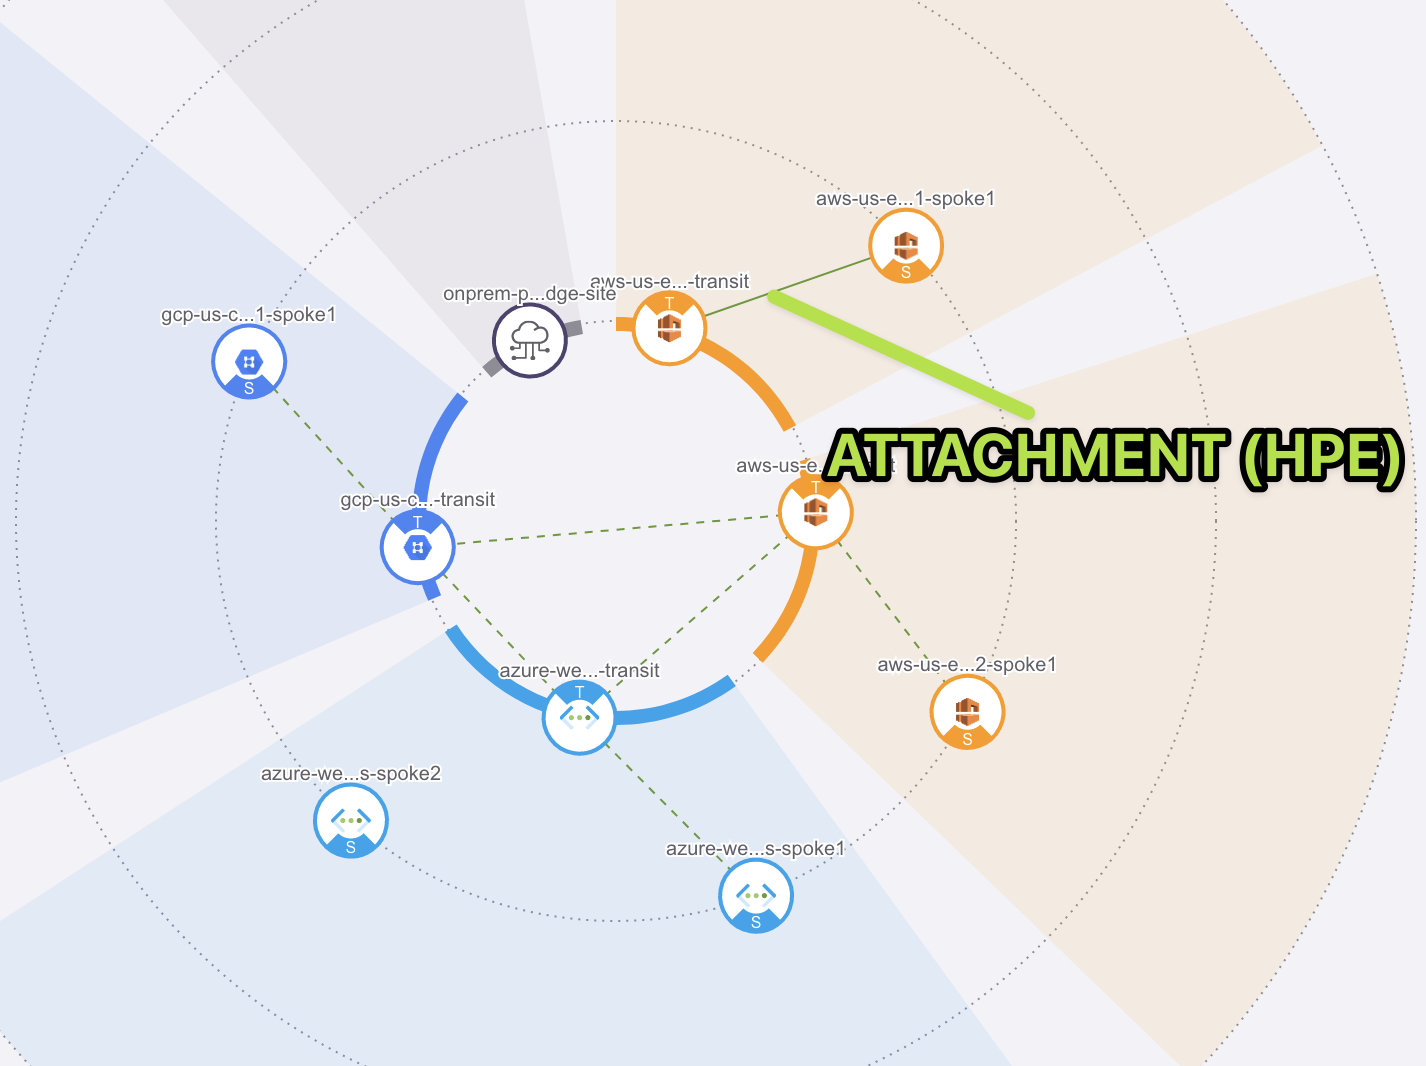 aws-us-e...1-spoke1
S
aws-us-e...-transit
T
onprem-p...dge-site
gcp-us-c...1-spoke1
S
ATTACHMENT (HPE)
aws-us-e
T
gcp-us-c...-transit
T
azure-we...-transit
T
aws-us-e...2-spoke1
S
azure-we...s-spoke2
S
azure-we...s-spoke1
S